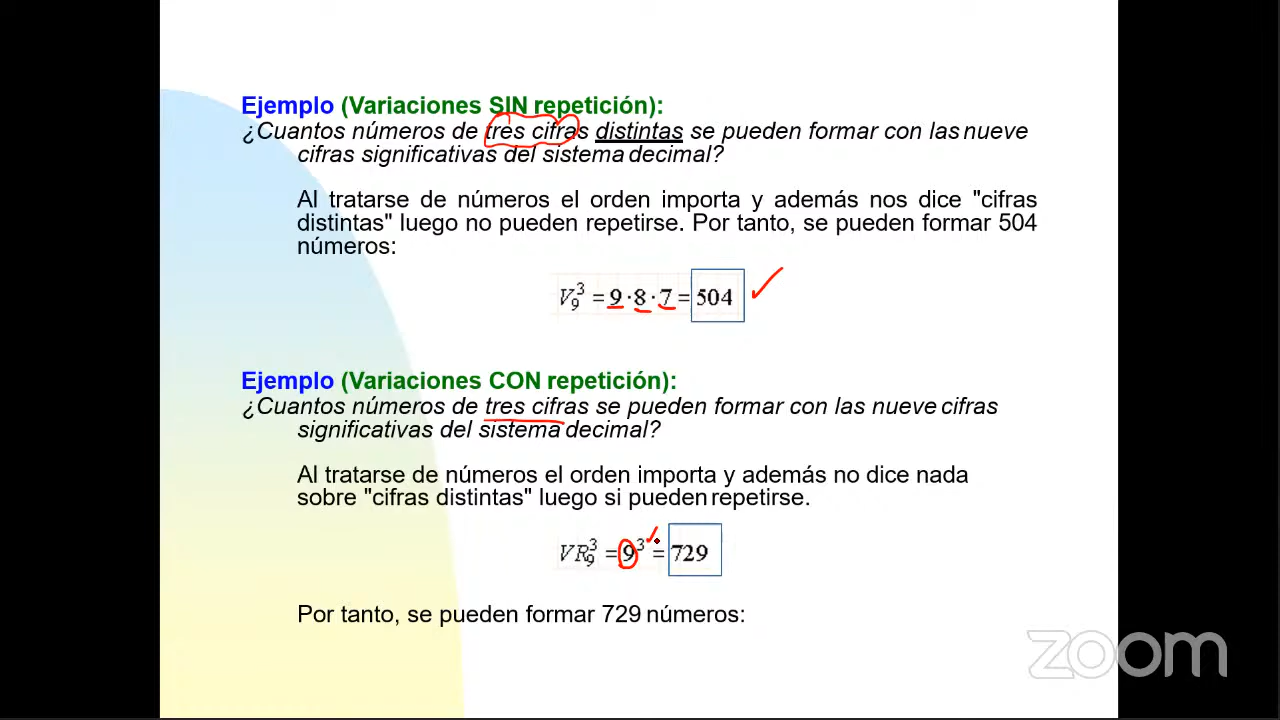 Ejemplo (Variaciones SIN repetición):
¿Cuantos números de tres cifras distintas se pueden formar con las nueve
cifras significativas del sistema decimal?
Al tratarse de números el orden importa y además nos dice "cifras
distintas" luego no pueden repetirse. Por tanto, se pueden formar 504
números:
V₉³ = 9 · 8 · 7 = 504
Ejemplo (Variaciones CON repetición):
¿Cuantos números de tres cifras se pueden formar con las nueve cifras
significativas del sistema decimal?
Al tratarse de números el orden importa y además no dice nada
sobre "cifras distintas" luego si pueden repetirse.
VR₉³ = 9³ = 729
Por tanto, se pueden formar 729 números:
zoom